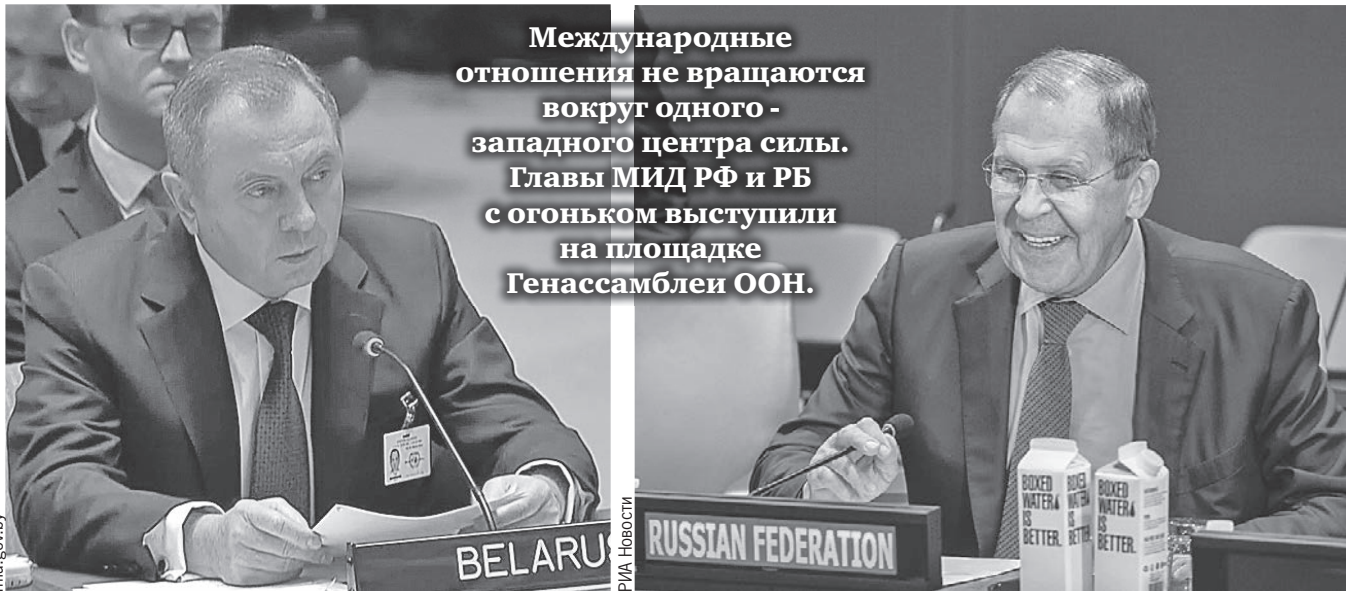 Международные
отношения не вращаются
вокруг одного -
западного центра силы.
Главы МИД РФ и РБ
с огоньком выступили
на площадке
Генассамблеи ООН.
BELARUS
RUSSIAN FEDERATION
BOXED
WATER
IS
BETTER.
BOXED
WATER
IS
BETTER.
РИА Новости